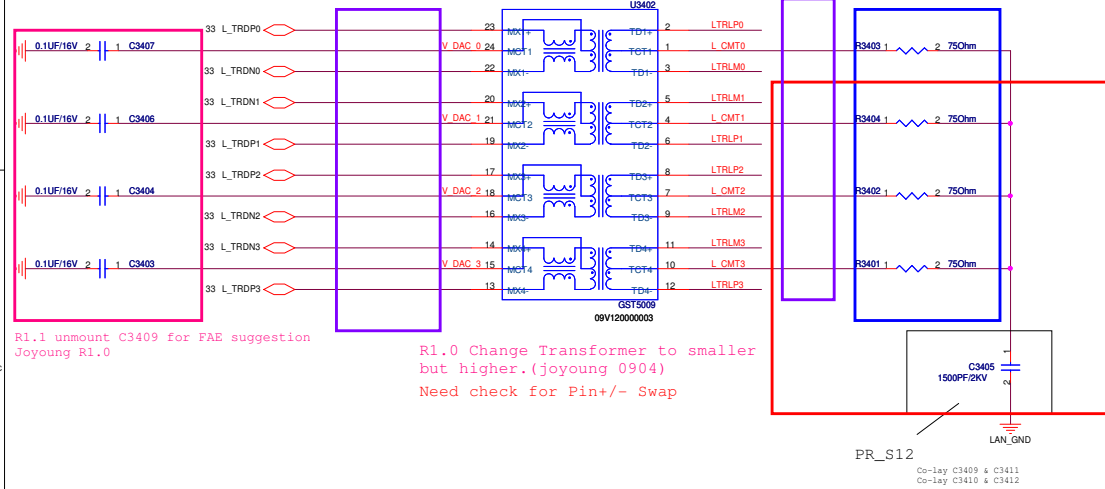 U3402
33 L_TRDP0 23 MX1+ TD1+ 2 LTRLP0
0.1UF/16V 2 1 C3407 V_DAC_0 24 MCT1 TCT1 1 L_CMT0 R3403 1 2 75Ohm
33 L_TRDN0 22 MX1- TD1- 3 LTRLM0
33 L_TRDN1 20 MX2+ TD2+ 5 LTRLM1
0.1UF/16V 2 1 C3406 V_DAC_1 21 MCT2 TCT2 4 L_CMT1 R3404 1 2 75Ohm
33 L_TRDP1 19 MX2- TD2- 6 LTRLP1
33 L_TRDP2 17 MX3+ TD3+ 8 LTRLP2
0.1UF/16V 2 1 C3404 V_DAC_2 18 MCT3 TCT3 7 L_CMT2 R3402 1 2 75Ohm
33 L_TRDN2 16 MX3- TD3- 9 LTRLM2
33 L_TRDN3 14 MX4+ TD4+ 11 LTRLM3
0.1UF/16V 2 1 C3403 V_DAC_3 15 MCT4 TCT4 10 L_CMT3 R3401 1 2 75Ohm
33 L_TRDP3 13 MX4- TD4- 12 LTRLP3
GST5009
09V120000003
R1.1 unmount C3409 for FAE suggestion
Joyoung R1.0
R1.0 Change Transformer to smaller
but higher.(joyoung 0904)
Need check for Pin+/- Swap
1
C3405
1500PF/2KV
2
LAN_GND
PR_S12
Co-lay C3409 & C3411
Co-lay C3410 & C3412